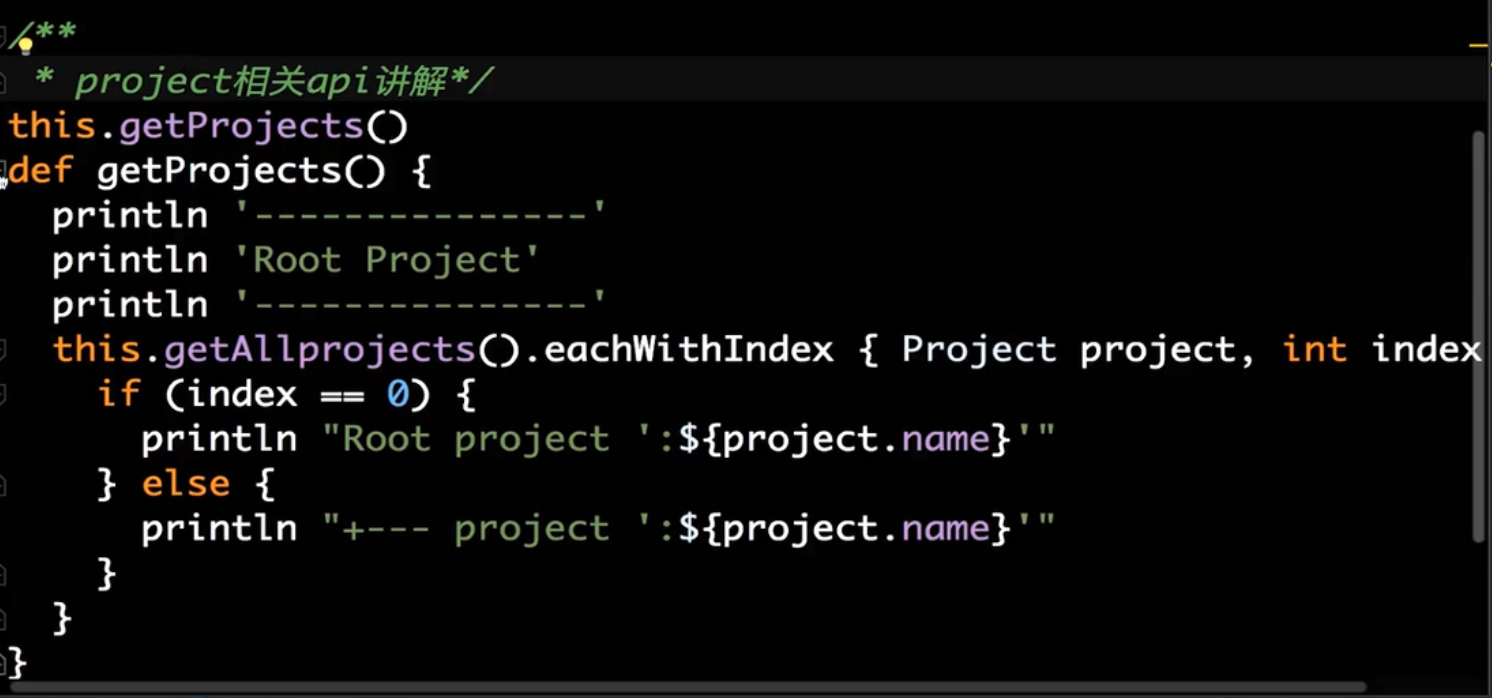 /**
 * project相关api讲解*/
this.getProjects()
def getProjects() {
  println '---------------'
  println 'Root Project'
  println '---------------'
  this.getAllprojects().eachWithIndex { Project project, int index
    if (index == 0) {
      println "Root project ':${project.name}'"
    } else {
      println "+--- project ':${project.name}'"
    }
  }
}